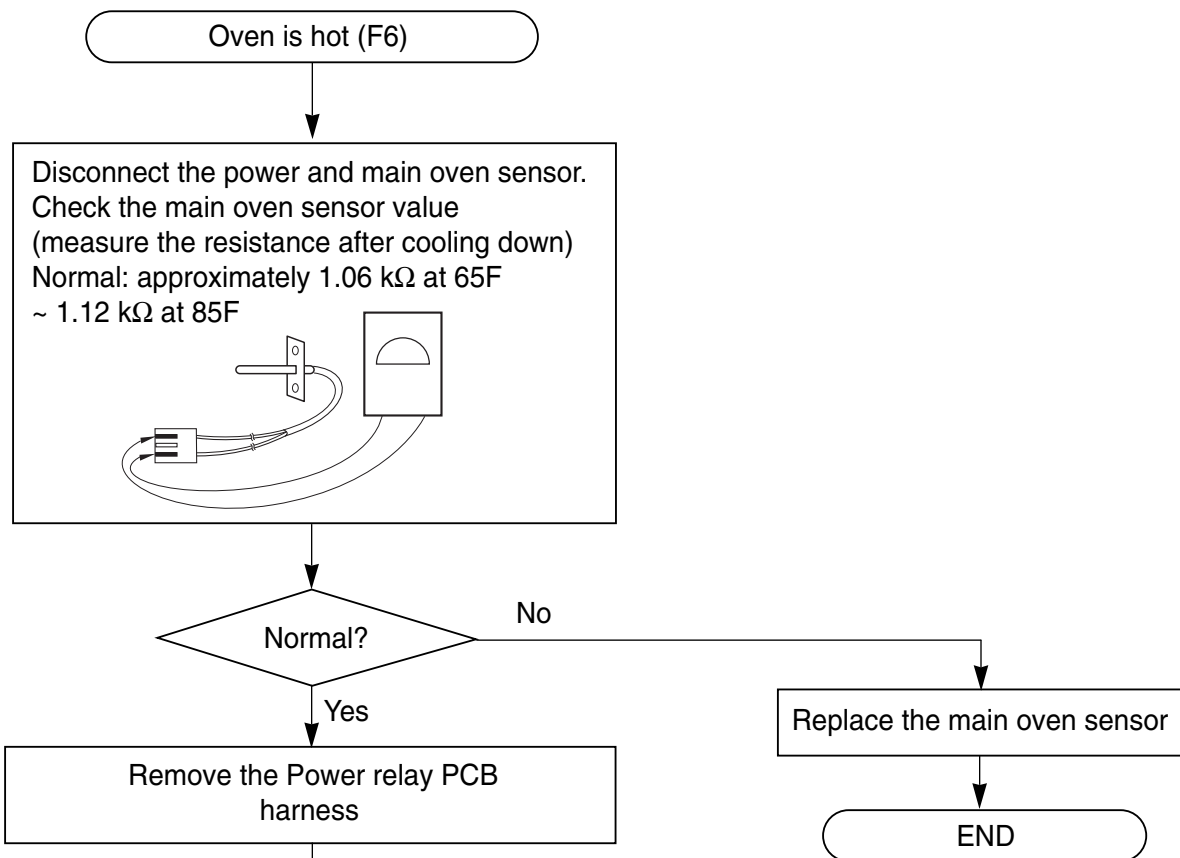 Oven is hot (F6)
Disconnect the power and main oven sensor.
Check the main oven sensor value
(measure the resistance after cooling down)
Normal: approximately 1.06 kΩ at 65F
~ 1.12 kΩ at 85F
Normal?
No
Yes
Replace the main oven sensor
Remove the Power relay PCB
harness
END